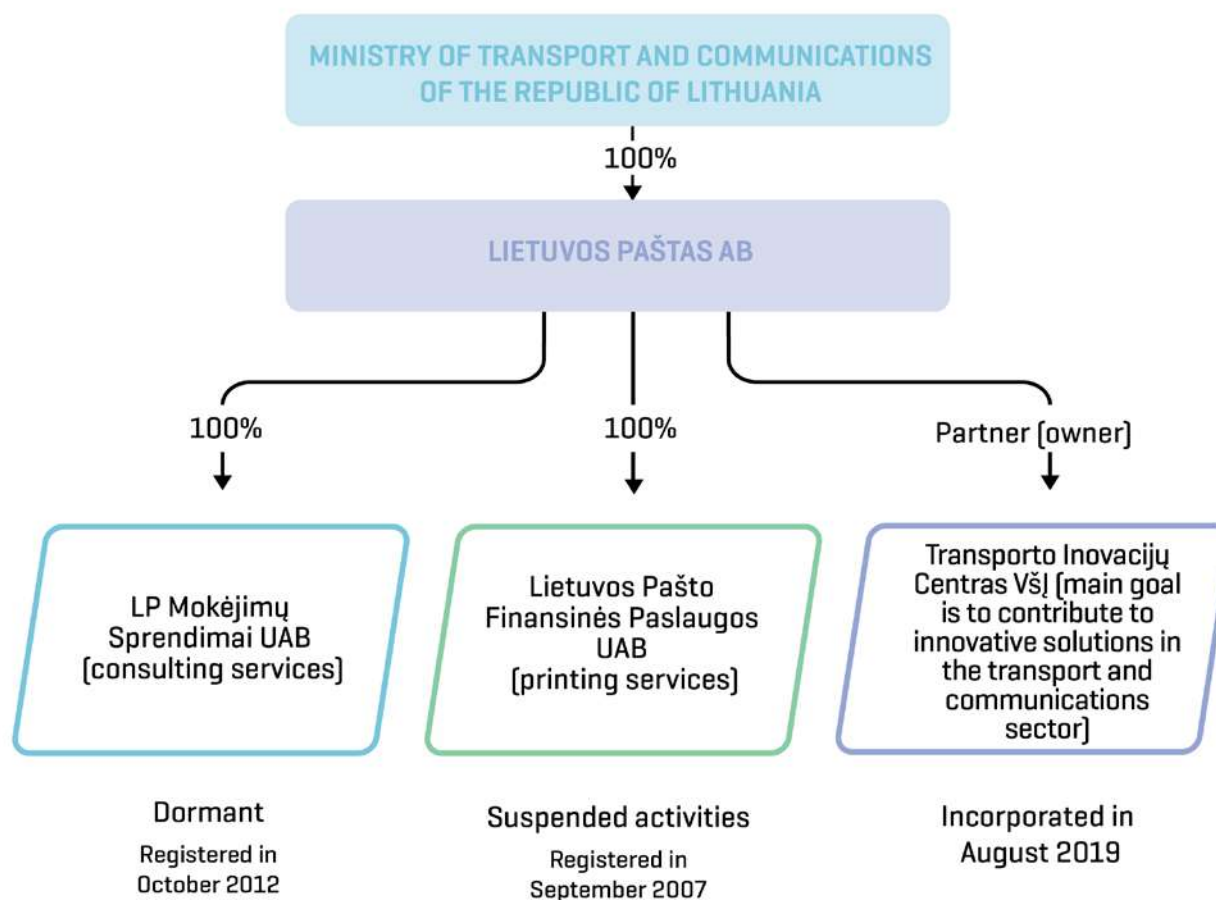 MINISTRY OF TRANSPORT AND COMMUNICATIONS
OF THE REPUBLIC OF LITHUANIA
100%
LIETUVOS PAŠTAS AB
100%
100%
Partner (owner)
LP Mokėjimų
Sprendimai UAB
(consulting services)
Lietuvos Pašto
Finansinės Paslaugos
UAB
(printing services)
Transporto Inovacijų
Centras VšĮ (main goal
is to contribute to
innovative solutions in
the transport and
communications
sector)
Dormant
Registered in
October 2012
Suspended activities
Registered in
September 2007
Incorporated in
August 2019